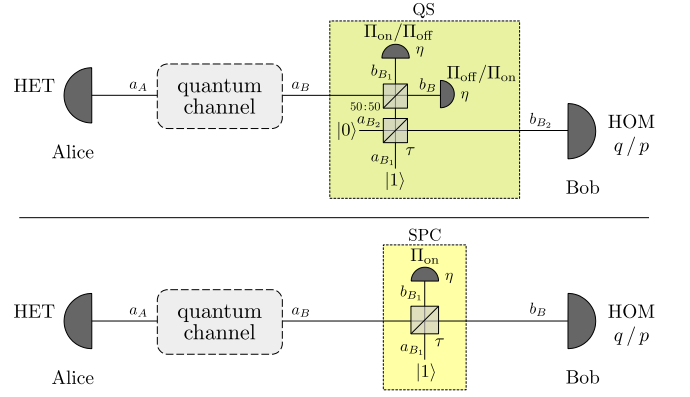 QS
Π_on/Π_off
η
HET
a_A
quantum
channel
a_B
b_{B_1}
b_B
Π_off/Π_on
η
50:50
|0⟩
a_{B_2}
τ
b_{B_2}
HOM
q / p
a_{B_1}
|1⟩
Alice
Bob
SPC
Π_on
η
HET
a_A
quantum
channel
a_B
b_{B_1}
b_B
HOM
q / p
a_{B_1}
τ
|1⟩
Alice
Bob